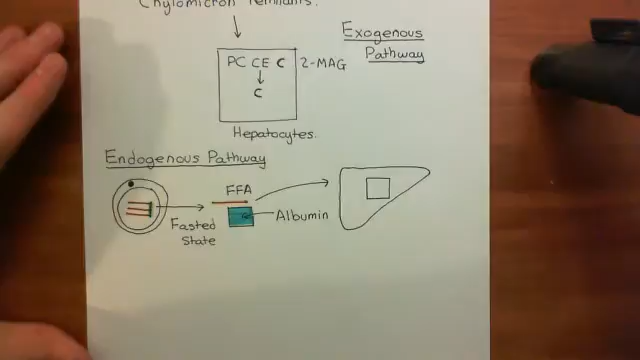 Chylomicron remnants.
Exogenous
Pathway
PC CE C 2-MAG
C
Hepatocytes.
Endogenous Pathway
FFA
Fasted
State
Albumin